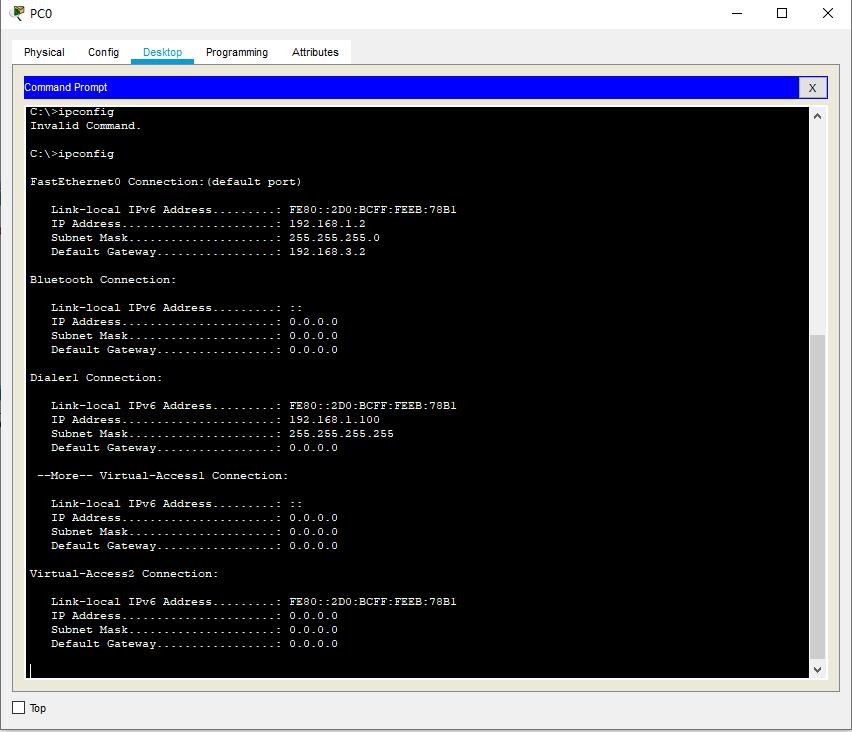 PC0
Physical Config Desktop Programming Attributes
Command Prompt
X
C:\>ipconfig
Invalid Command.
C:\>ipconfig
FastEthernet0 Connection:(default port)
Link-local IPv6 Address.........: FE80::2D0:BCFF:FEEB:78B1
IP Address......................: 192.168.1.2
Subnet Mask.....................: 255.255.255.0
Default Gateway.................: 192.168.3.2
Bluetooth Connection:
Link-local IPv6 Address.........: ::
IP Address......................: 0.0.0.0
Subnet Mask.....................: 0.0.0.0
Default Gateway.................: 0.0.0.0
Dialer1 Connection:
Link-local IPv6 Address.........: FE80::2D0:BCFF:FEEB:78B1
IP Address......................: 192.168.1.100
Subnet Mask.....................: 255.255.255.255
Default Gateway.................: 0.0.0.0
--More-- Virtual-Access1 Connection:
Link-local IPv6 Address.........: ::
IP Address......................: 0.0.0.0
Subnet Mask.....................: 0.0.0.0
Default Gateway.................: 0.0.0.0
Virtual-Access2 Connection:
Link-local IPv6 Address.........: FE80::2D0:BCFF:FEEB:78B1
IP Address......................: 0.0.0.0
Subnet Mask.....................: 0.0.0.0
Default Gateway.................: 0.0.0.0
Top